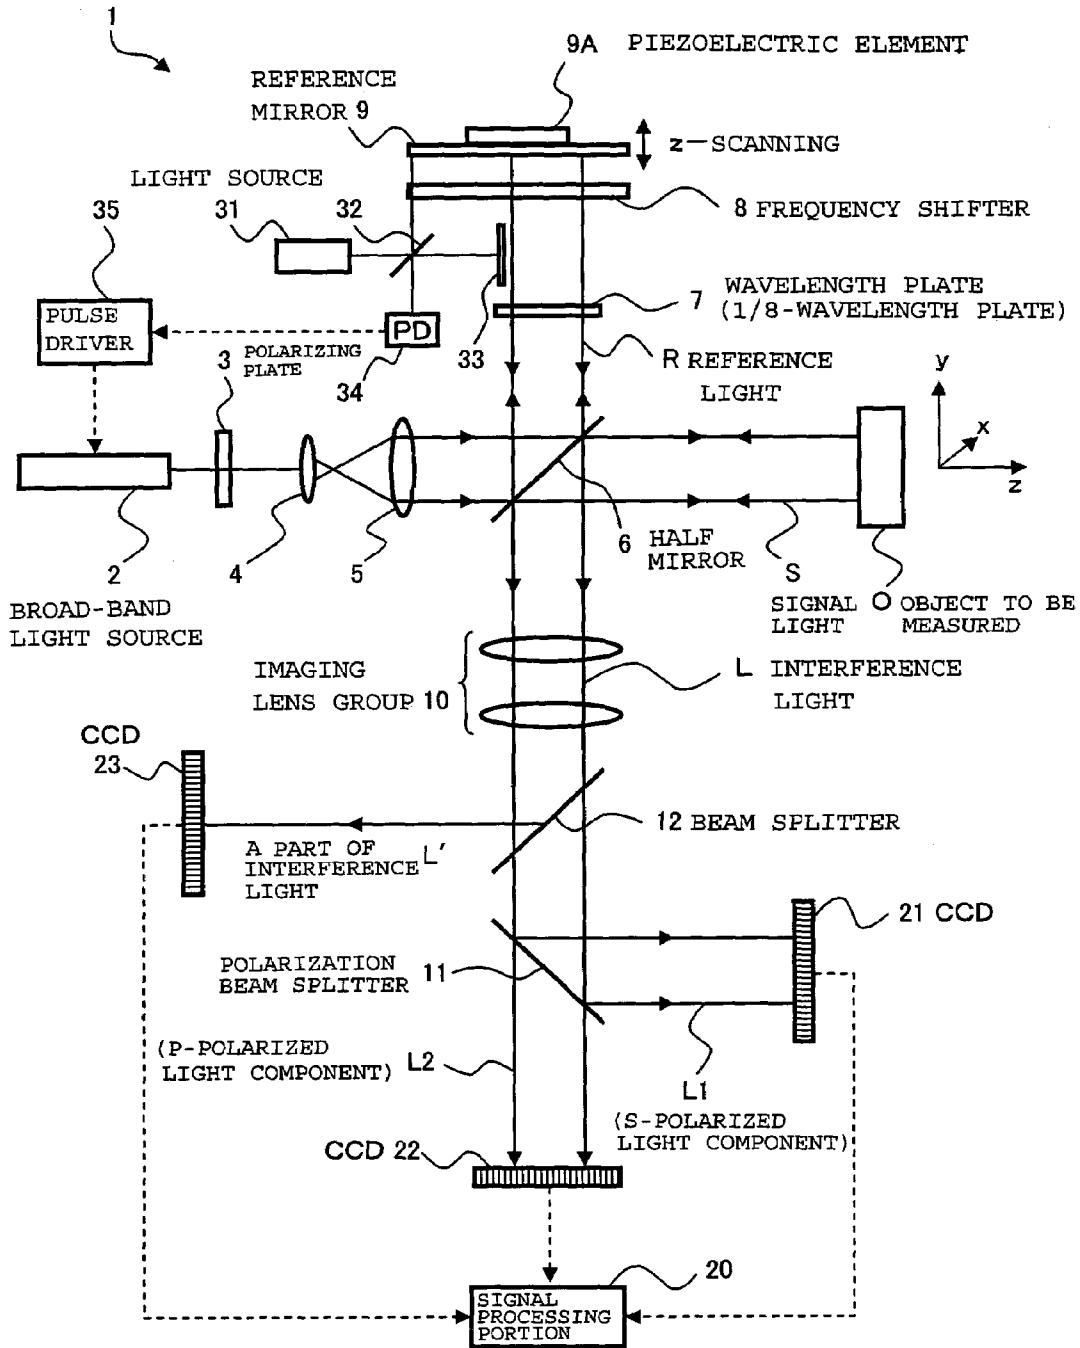 1
9A PIEZOELECTRIC ELEMENT
REFERENCE
MIRROR 9
z-SCANNING
LIGHT SOURCE
31
32
35
8 FREQUENCY SHIFTER
WAVELENGTH PLATE
7 (1/8-WAVELENGTH PLATE)
PULSE
DRIVER
PD
33
34
3 POLARIZING
PLATE
R REFERENCE
LIGHT
y
x
z
2
4
5
6 HALF
MIRROR
S
BROAD-BAND
LIGHT SOURCE
SIGNAL
LIGHT
O OBJECT TO BE
MEASURED
IMAGING
LENS GROUP 10
L INTERFERENCE
LIGHT
CCD
23
12 BEAM SPLITTER
A PART OF
INTERFERENCE L'
LIGHT
21 CCD
POLARIZATION
BEAM SPLITTER 11
(P-POLARIZED
LIGHT COMPONENT) L2
L1
(S-POLARIZED
LIGHT COMPONENT)
CCD 22
20
SIGNAL
PROCESSING
PORTION